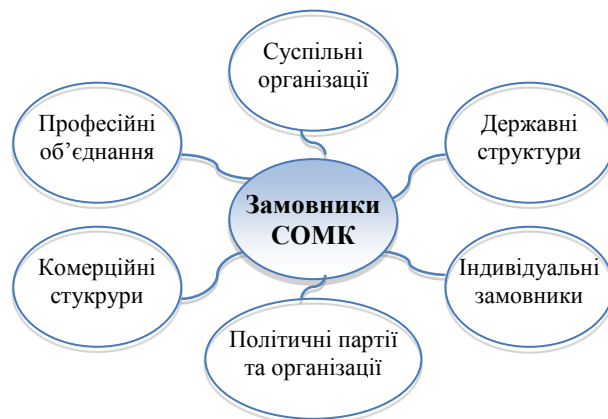 Суспільні
організації
Професійні
об’єднання
Державні
структури
Замовники
СОМК
Комерційні
стукрури
Індивідуальні
замовники
Політичні партії
та організації